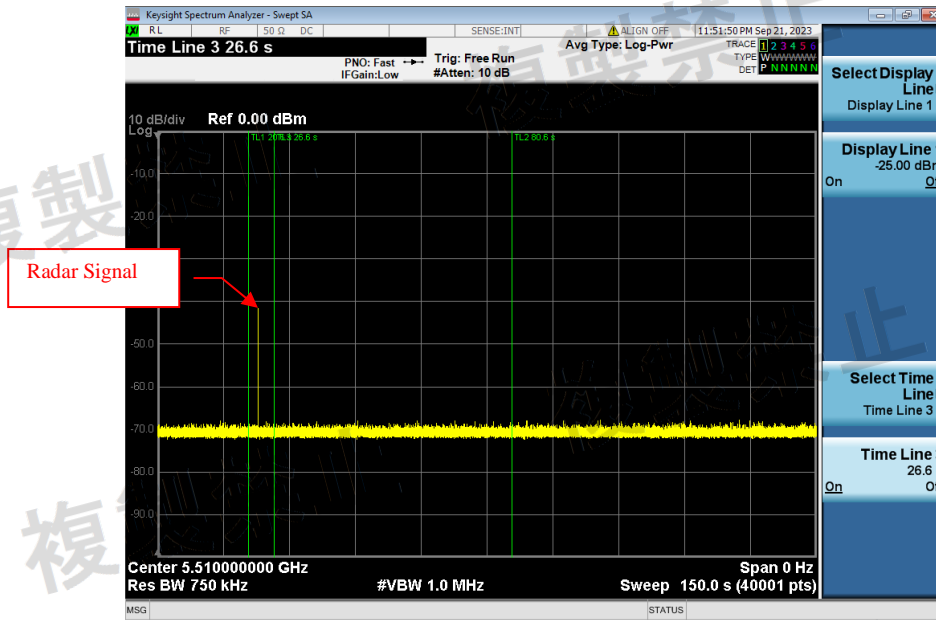 Keysight Spectrum Analyzer - Swept SA
LXI RL RF 50 Ω DC SENSE:INT ALIGN OFF 11:51:50 PM Sep 21, 2023
Time Line 3 26.6 s
PNO: Fast
IFGain:Low
Trig: Free Run
#Atten: 10 dB
Avg Type: Log-Pwr
TRACE 1 2 3 4 5 6
TYPE WWWWWWW
DET P NNNNN
10 dB/div
Log
Ref 0.00 dBm
TL2 80.6 s
-10.0
-20.0
Radar Signal
-50.0
-60.0
-70.0
-80.0
-90.0
Center 5.510000000 GHz
Span 0 Hz
Res BW 750 kHz
#VBW 1.0 MHz
Sweep 150.0 s (40001 pts)
MSG
STATUS
Select Display
Line
Display Line 1
Display Line
-25.00 dB
On
Select Time
Line
Time Line 3
Time Line
26.6
On
複製禁止